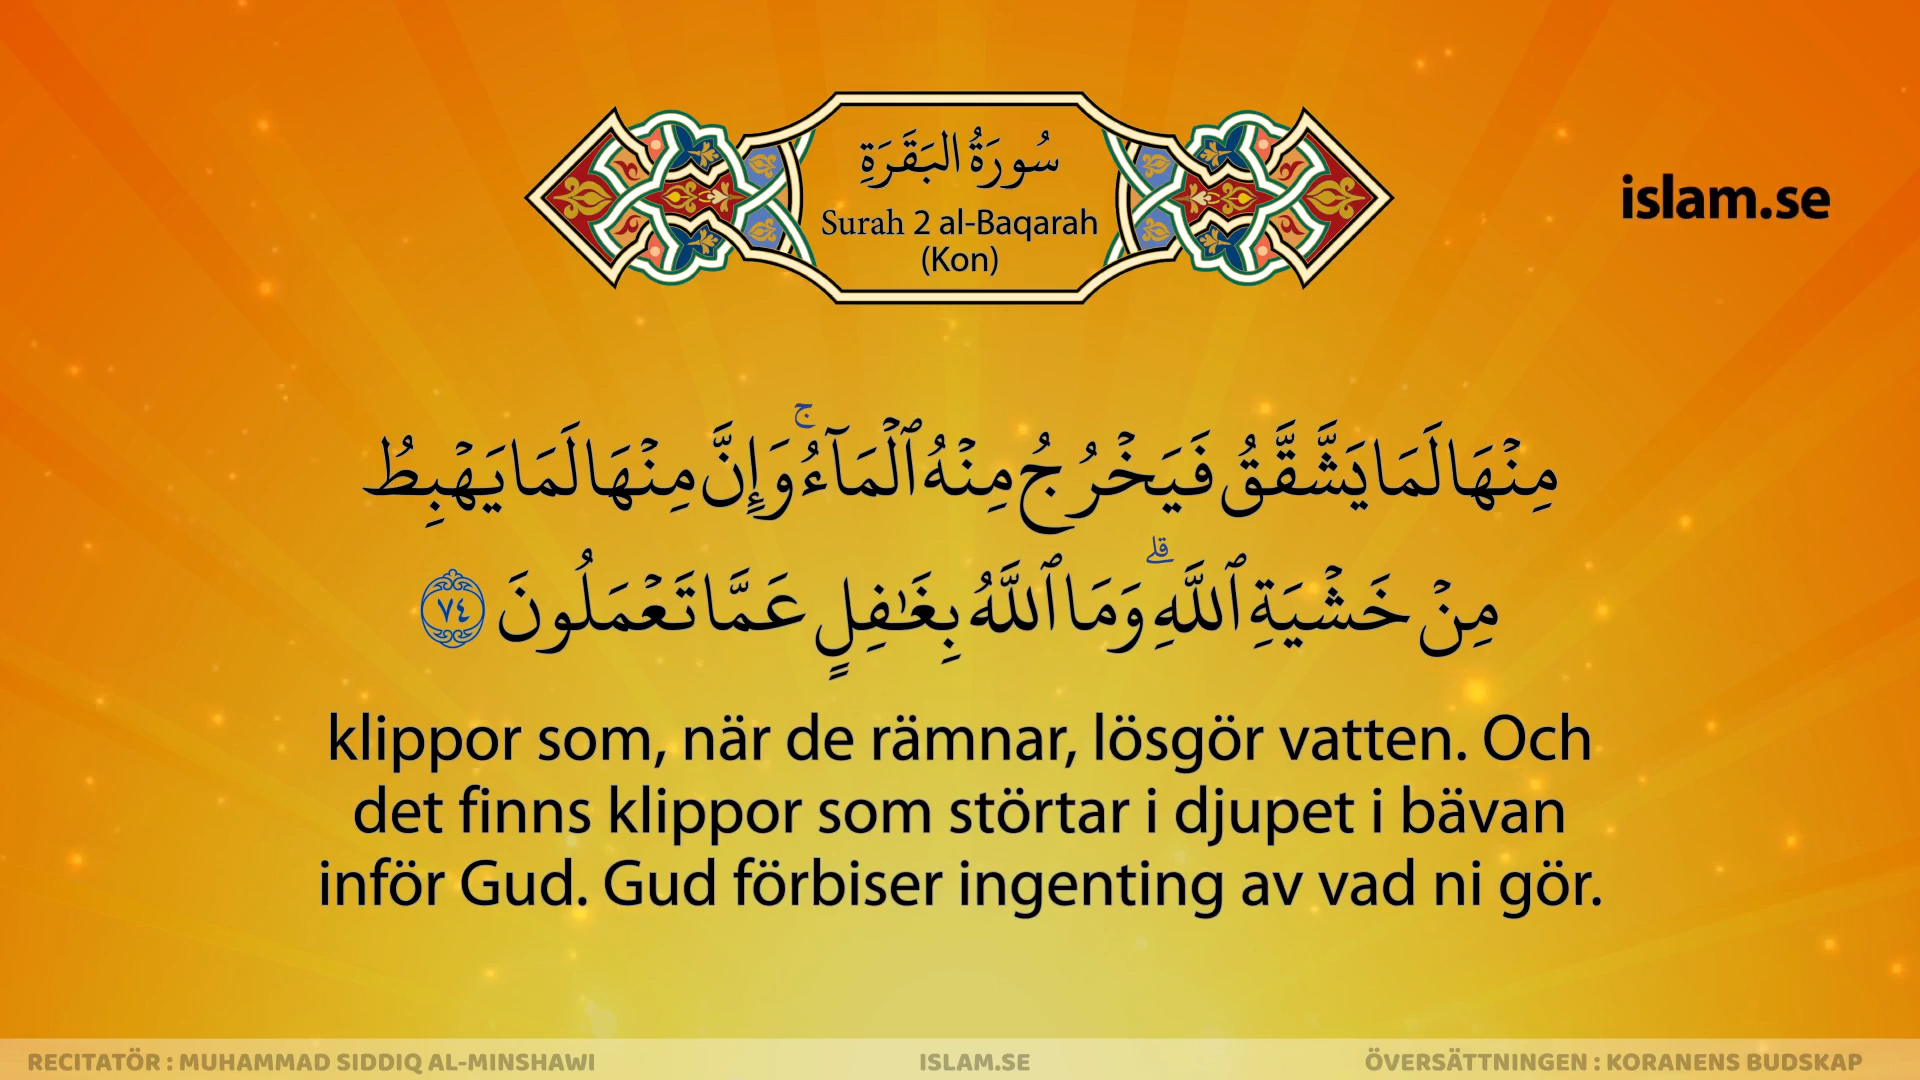 سُورَةُ البَقَرَةِ
Surah 2 al-Baqarah
(Kon)
islam.se
مِنْهَا لَمَا يَشَّقَّقُ فَيَخْرُجُ مِنْهُ ٱلْمَآءُ ۚ وَإِنَّ مِنْهَا لَمَا يَهْبِطُ
مِنْ خَشْيَةِ ٱللَّهِ ۗ وَمَا ٱللَّهُ بِغَٰفِلٍ عَمَّا تَعْمَلُونَ ٧٤
klippor som, när de rämnar, lösgör vatten. Och
det finns klippor som störtar i djupet i bävan
inför Gud. Gud förbiser ingenting av vad ni gör.
RECITATÖR : MUHAMMAD SIDDIQ AL-MINSHAWI
ISLAM.SE
ÖVERSÄTTNINGEN : KORANENS BUDSKAP